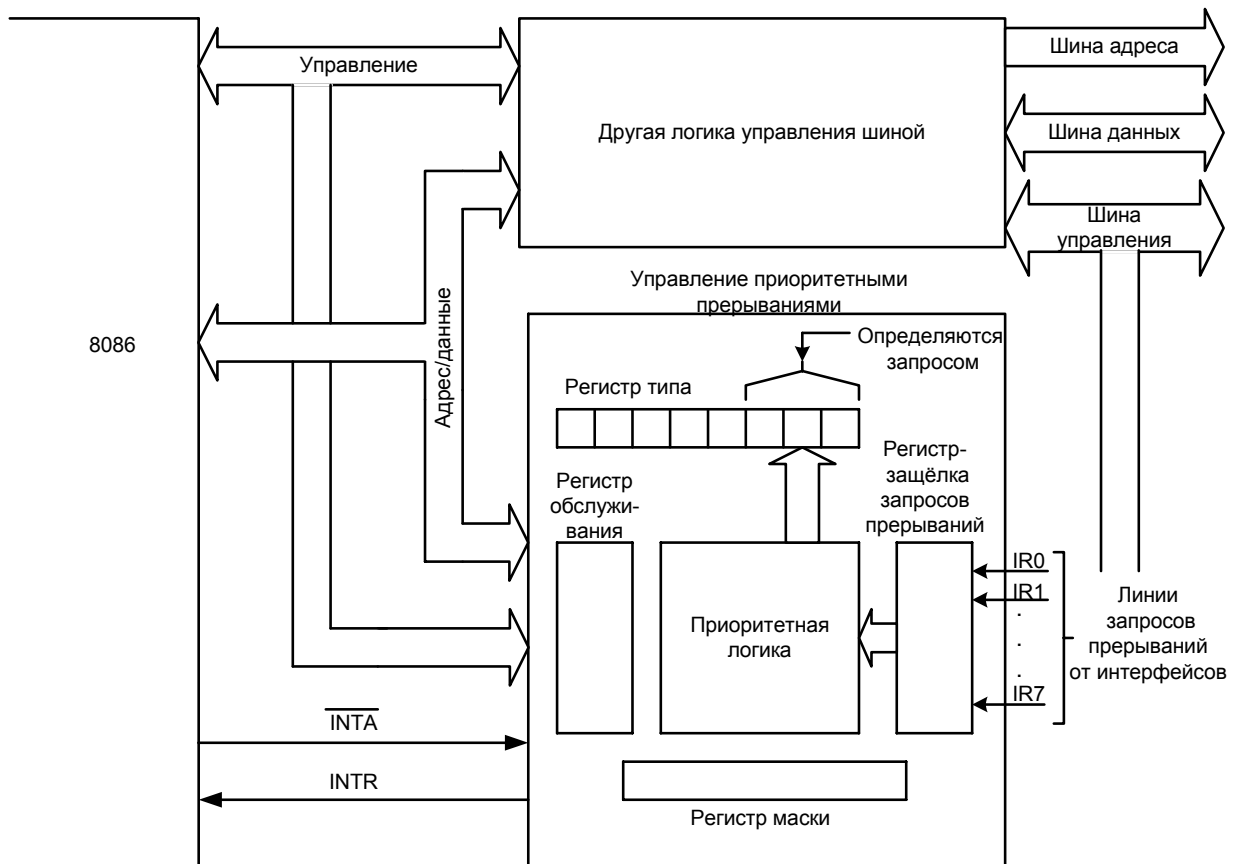 Управление
Другая логика управления шиной
Шина адреса
Шина данных
Шина
управления
8086
Адрес/данные
Управление приоритетными
прерываниями
Определяются
запросом
Регистр типа
Регистр
обслужи-
вания
Регистр-
защёлка
запросов
прерываний
Приоритетная
логика
IR0
IR1
.
.
.
IR7
Линии
запросов
прерываний
от интерфейсов
INTA
INTR
Регистр маски